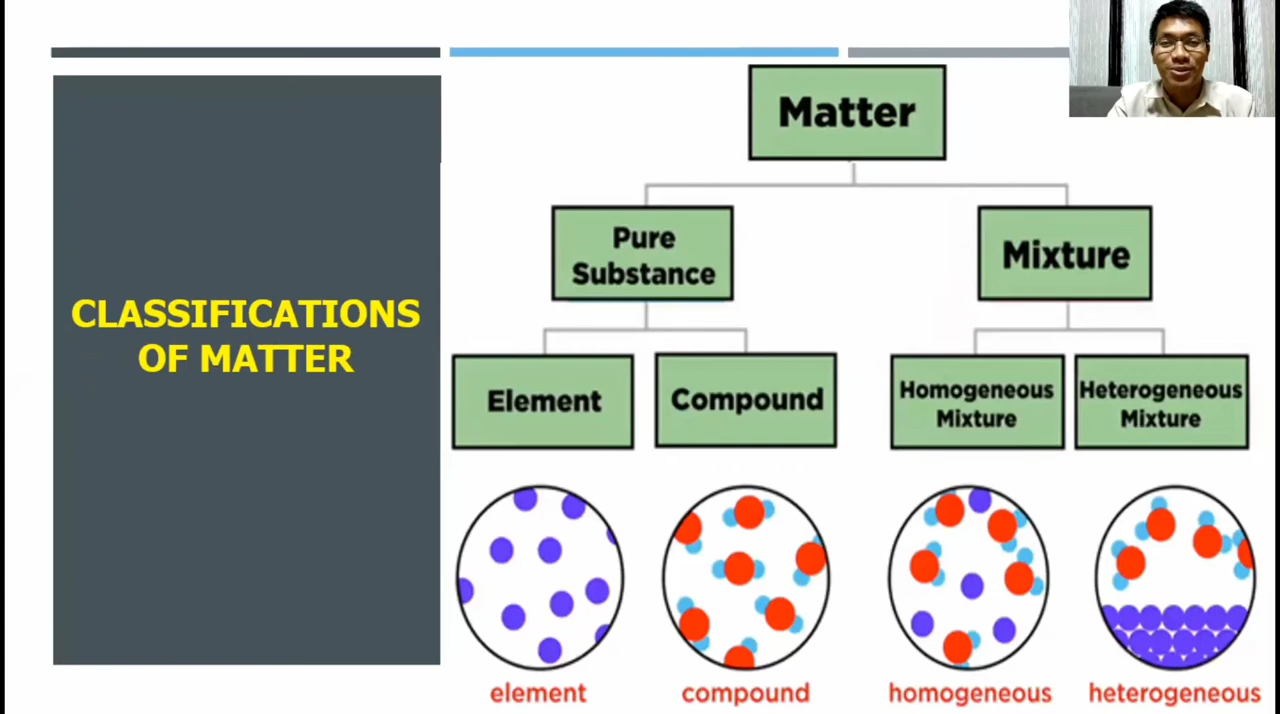 CLASSIFICATIONS
OF MATTER
Matter
Pure
Substance
Mixture
Element
Compound
Homogeneous
Mixture
Heterogeneous
Mixture
element
compound
homogeneous
heterogeneous